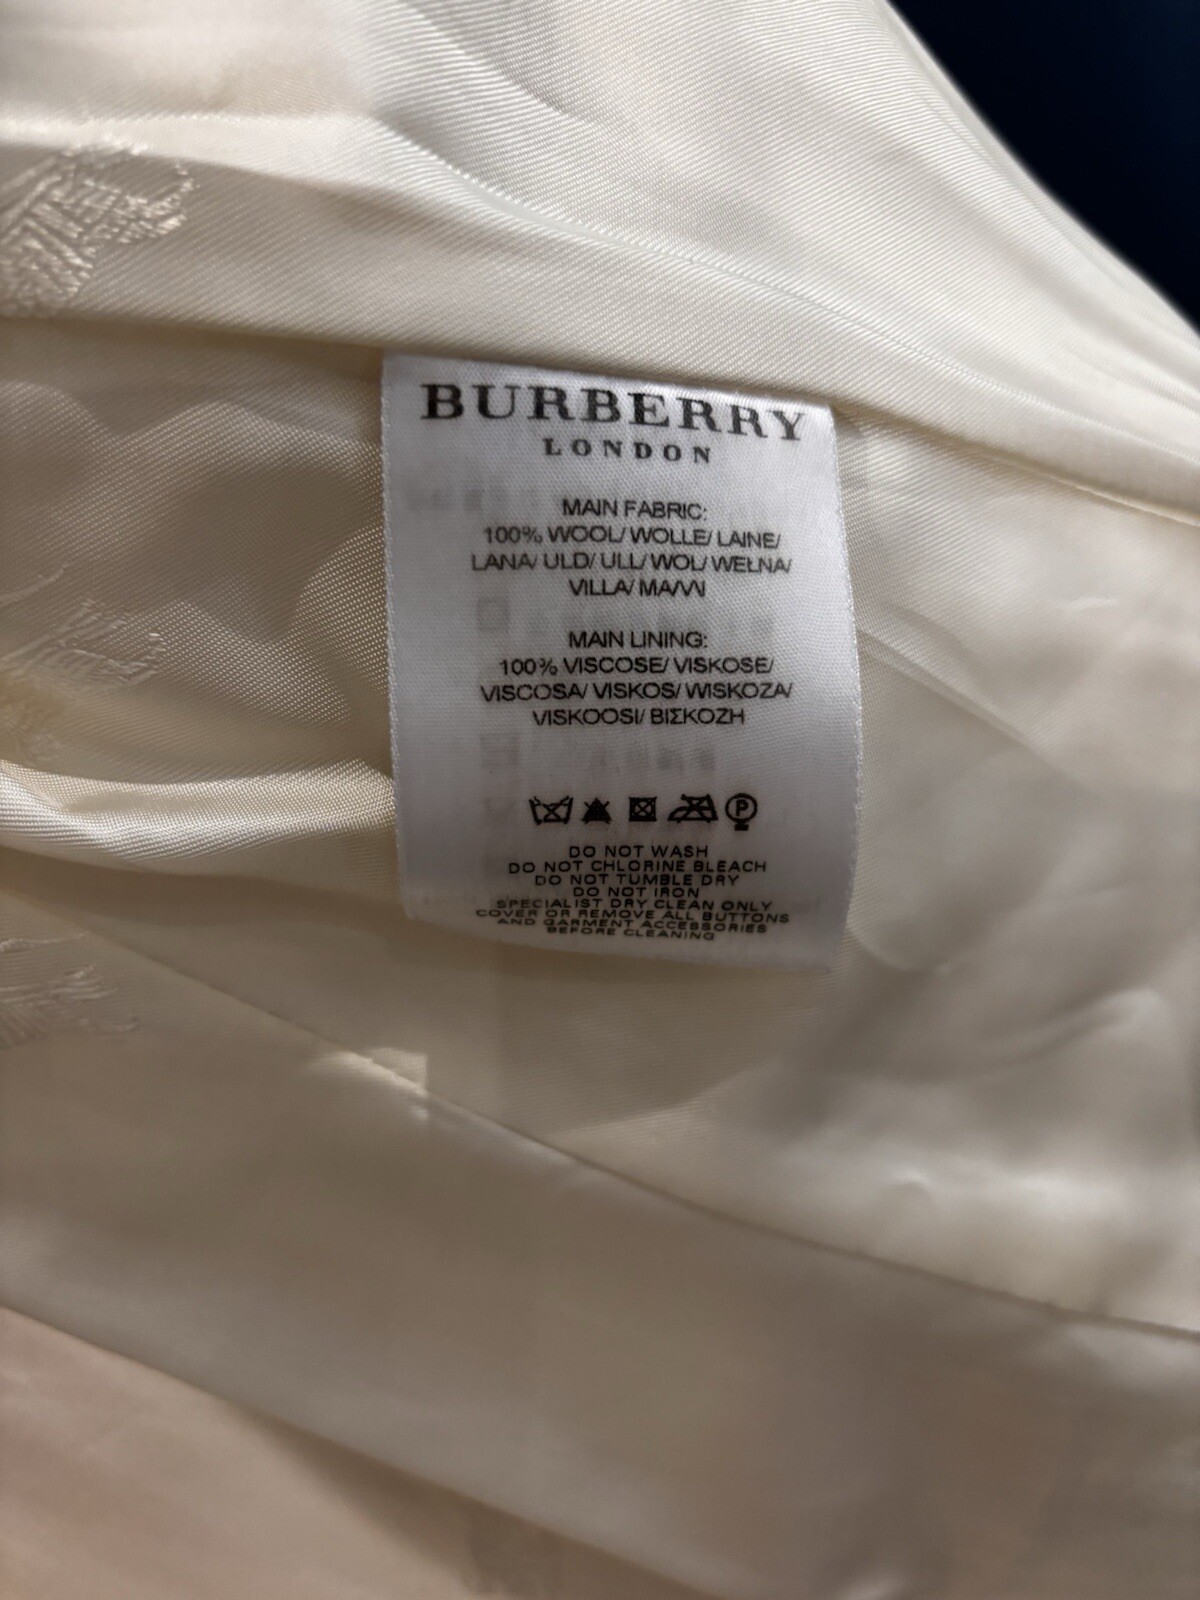 BURBERRY
LONDON
MAIN FABRIC:
100% WOOL/ WOLLE/ LAINE/
LANA/ ULD/ ULL/ WOL/ WEŁNA/
VILLA/ ΜΑΛΛΙ
MAIN LINING:
100% VISCOSE/ VISKOSE/
VISCOSA/ VISKOS/ WISKOZA/
VISKOOSI/ ΒΙΣΚΟΖΗ
P
DO NOT WASH
DO NOT CHLORINE BLEACH
DO NOT TUMBLE DRY
DO NOT IRON
SPECIALIST DRY CLEAN ONLY
COVER OR REMOVE ALL BUTTONS
AND GARMENT ACCESSORIES
BEFORE CLEANING